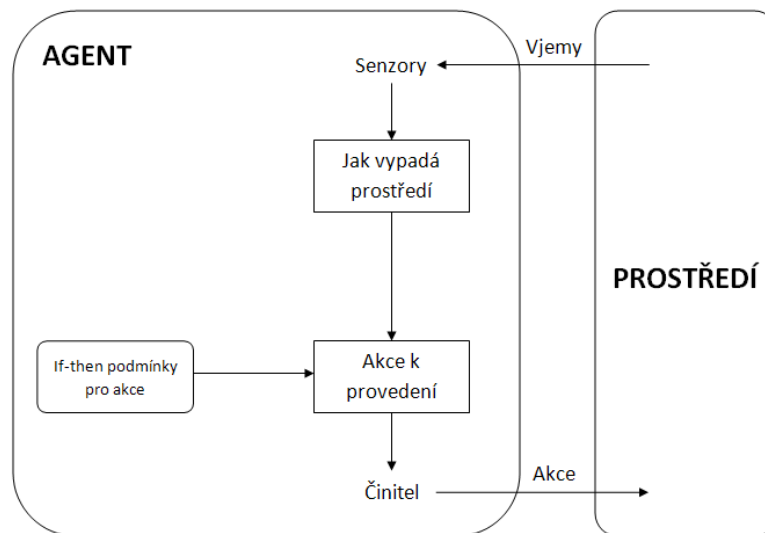 AGENT
Senzory
Vjemy
Jak vypadá
prostředí
PROSTŘEDÍ
If-then podmínky
pro akce
Akce k
provedení
Činitel
Akce